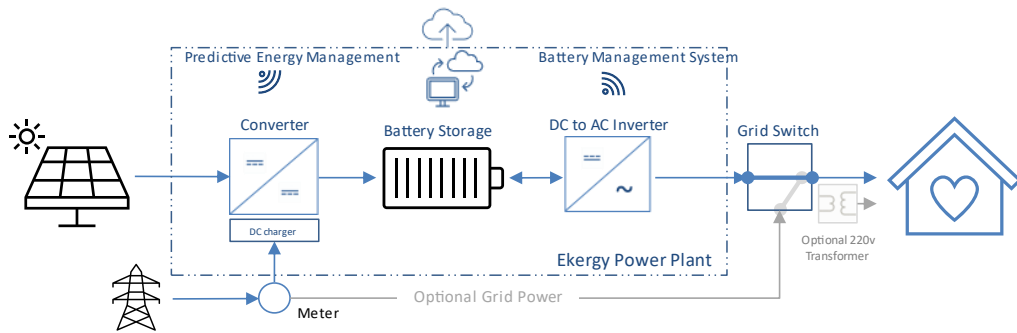 Predictive Energy Management
Battery Management System
Converter
Battery Storage
DC to AC Inverter
Grid Switch
DC charger
Optional 220v
Transformer
Ekergy Power Plant
Optional Grid Power
Meter